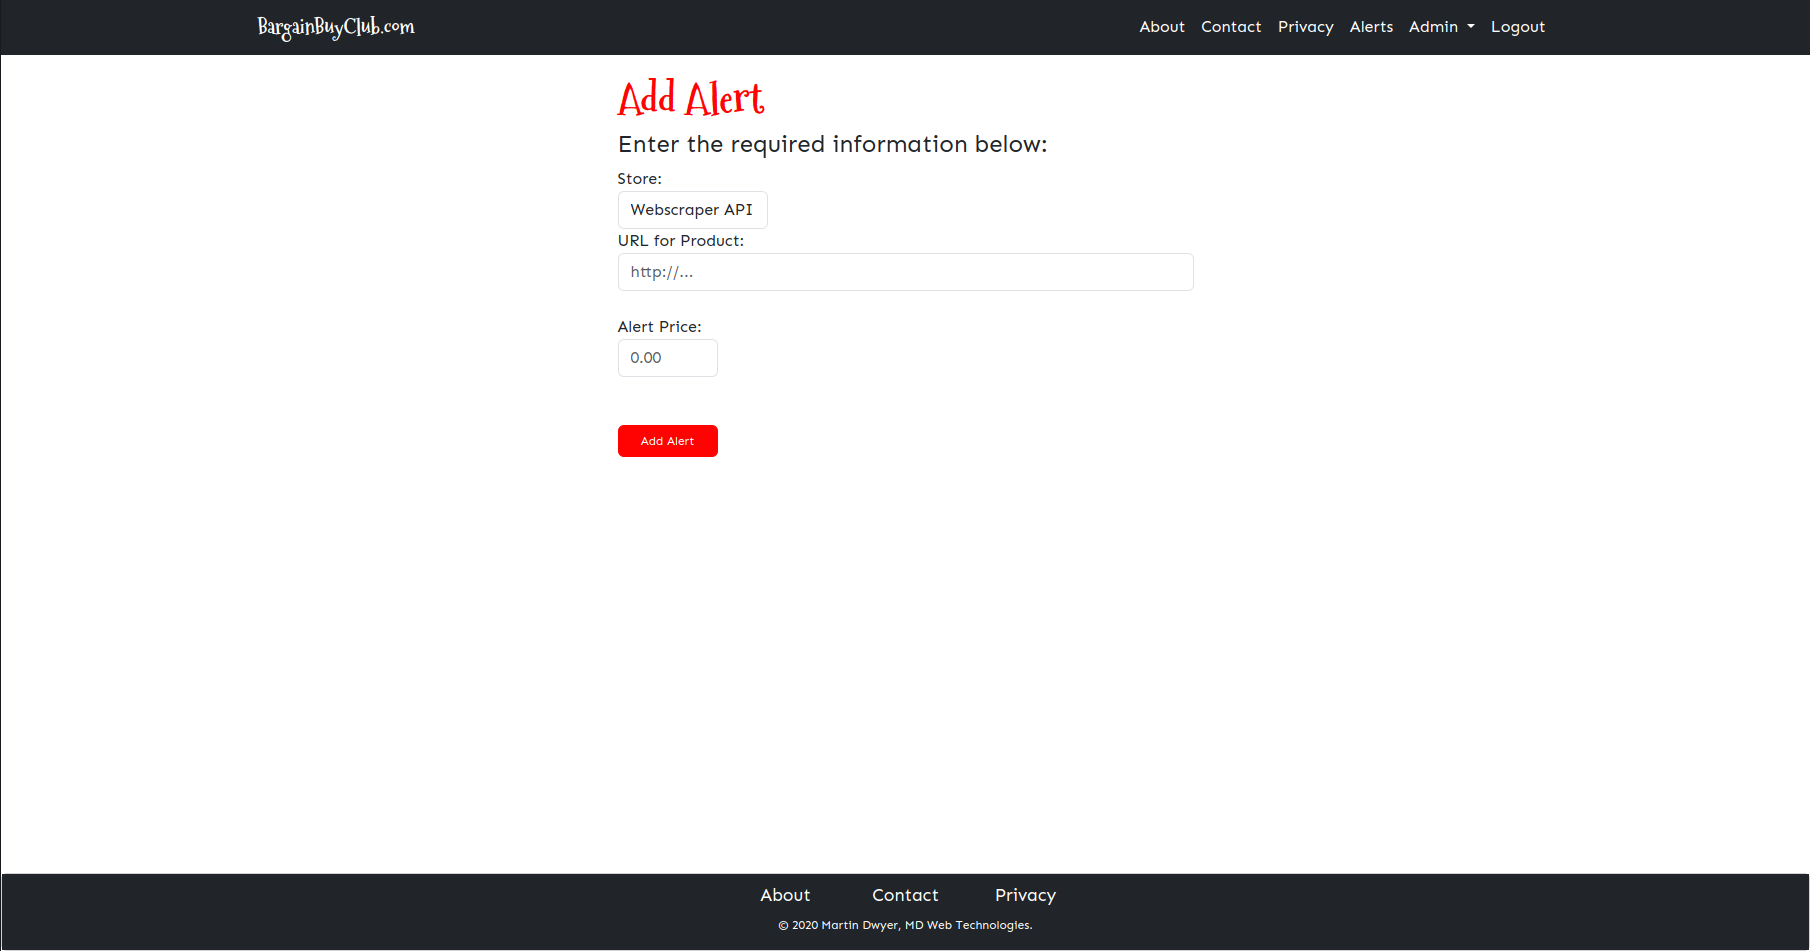 BargainBuyClub.com
About Contact Privacy Alerts Admin Logout
Add Alert
Enter the required information below:
Store:
Webscraper API
URL for Product:
http://...
Alert Price:
0.00
Add Alert
About Contact Privacy
© 2020 Martin Dwyer, MD Web Technologies.